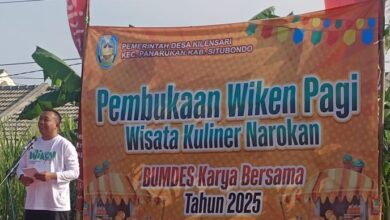 PEMERINTAH DESA KILENSARI
KEC. PANARUKAN KAB. SITUBONDO
Pembukaan Wiken Pagi
Wisata Kuliner Narokan
BUMDES Karya Bersama
Tahun 2025